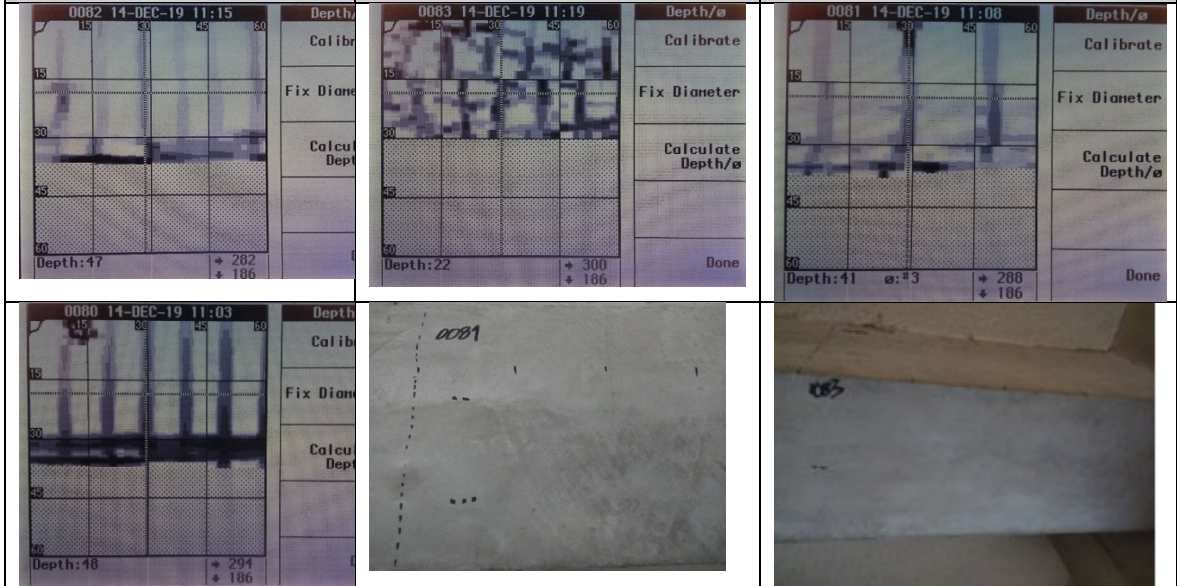 0082 14-DEC-19 11:15
Depth/
15 30 45 60
Calibr
15
Fix Diame
30
Calcul
Dept
45
60
Depth:47
→ 282
↓ 186
0083 14-DEC-19 11:19
Depth/ø
15 30 45 60
Calibrate
15
Fix Diameter
30
Calculate
Depth/ø
45
60
Depth:22
→ 300
↓ 186
Done
0081 14-DEC-19 11:08
Depth/ø
15 30 45 60
Calibrate
15
Fix Diameter
30
Calculate
Depth/ø
45
60
Depth:41 ø:#3
→ 288
↓ 186
Done
0080 14-DEC-19 11:03
Depth
15 30 45 60
Calib
15
Fix Diam
30
Calcul
Dep
45
60
Depth:48
→ 294
↓ 186
0081